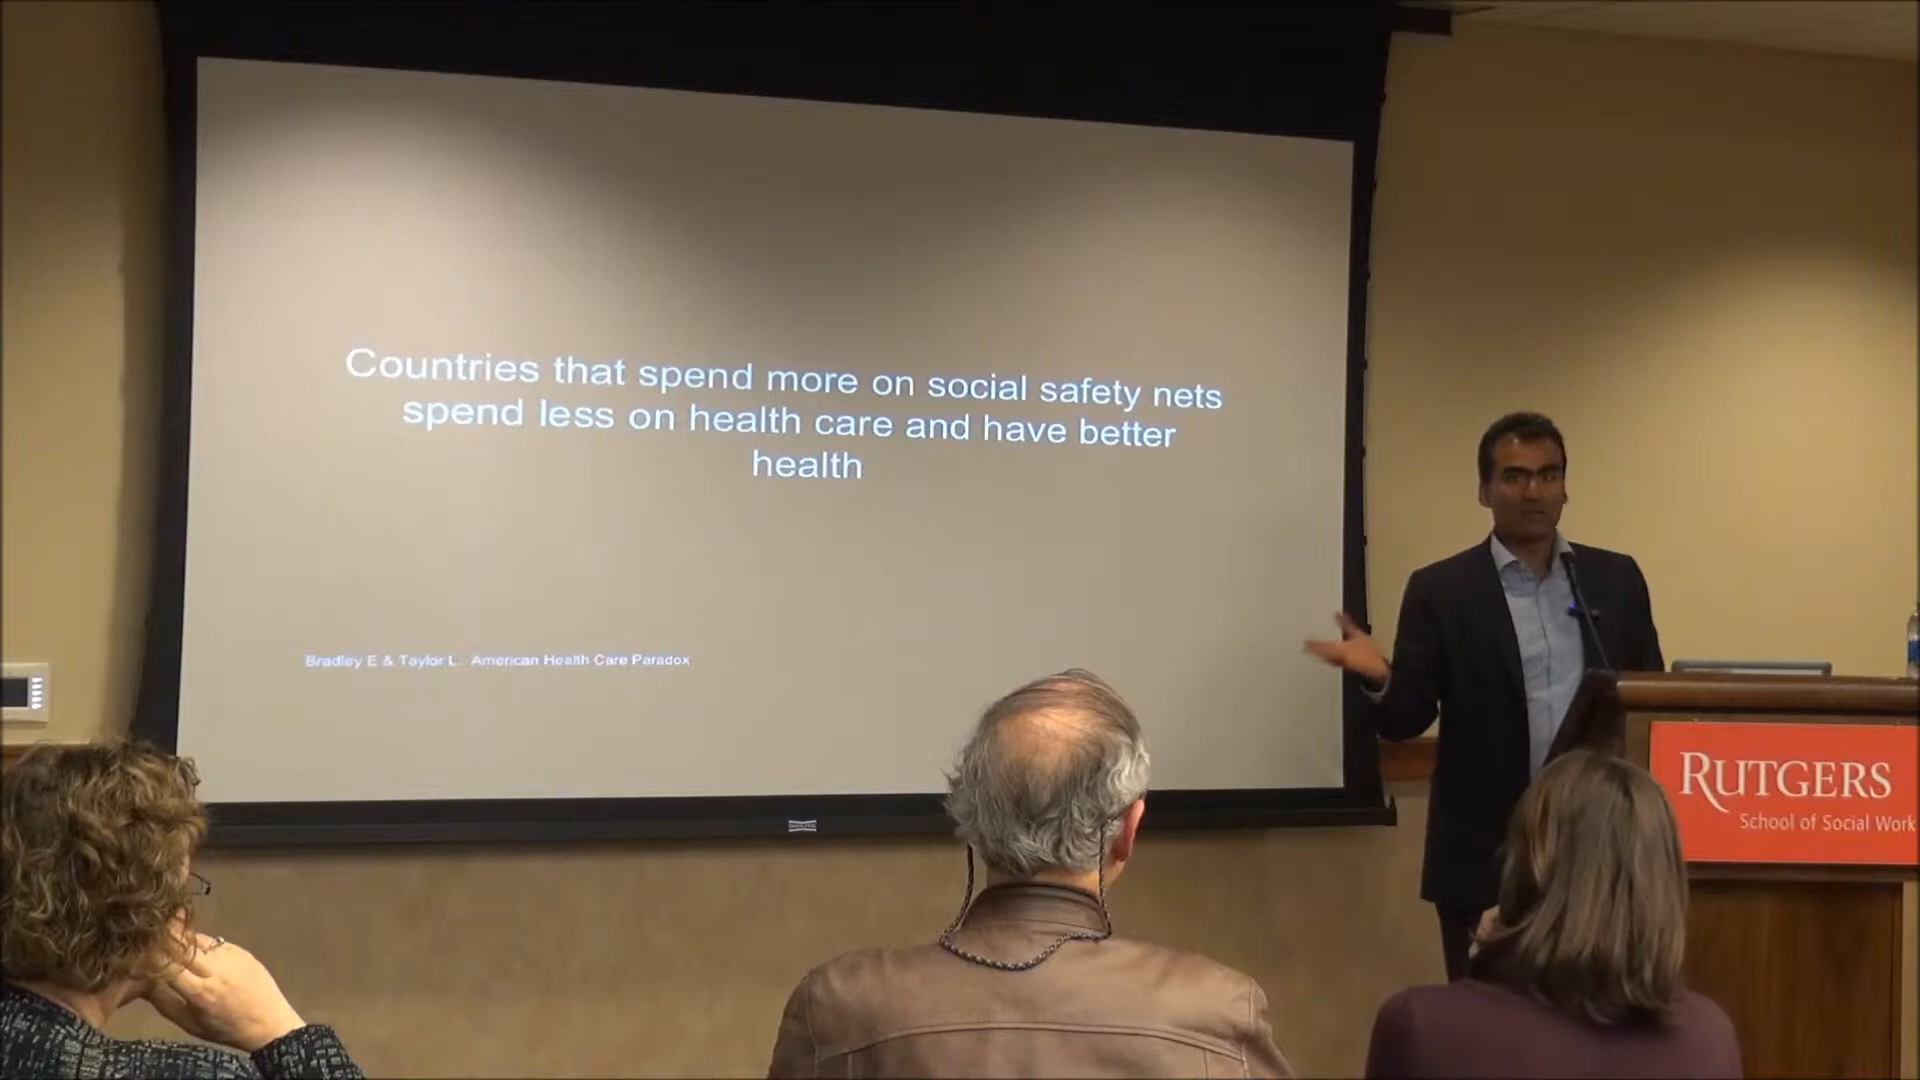 Countries that spend more on social safety nets
spend less on health care and have better
health
Bradley E & Taylor L. American Health Care Paradox
RUTGERS
School of Social Work